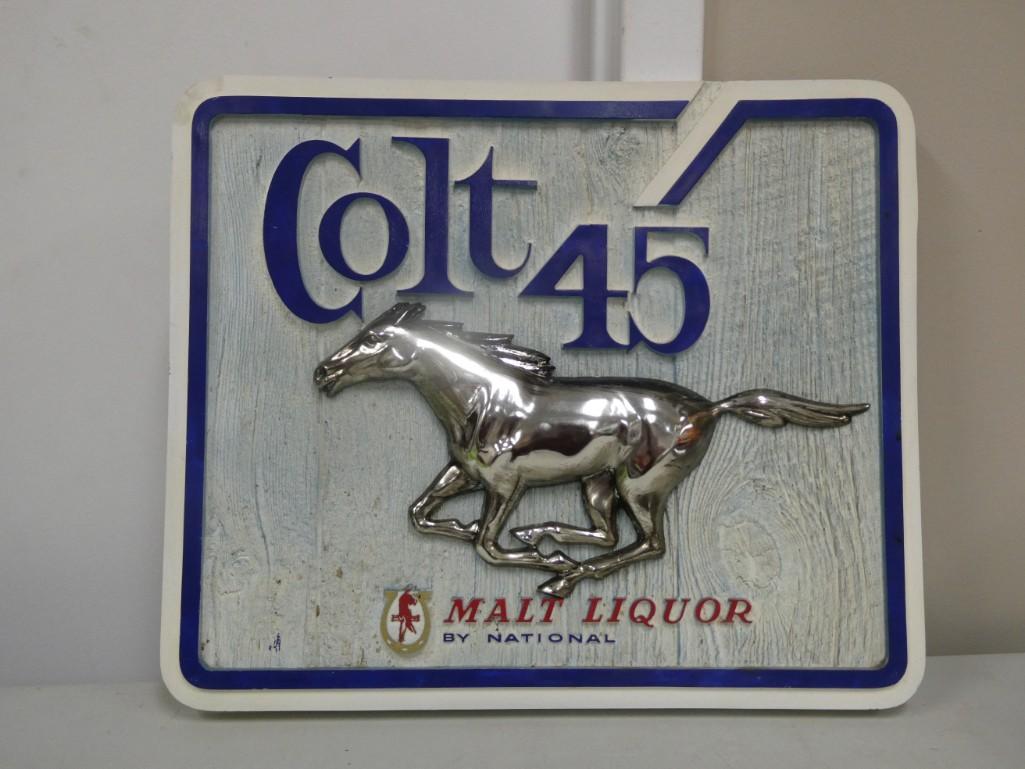 Colt
45
MALT LIQUOR
BY NATIONAL